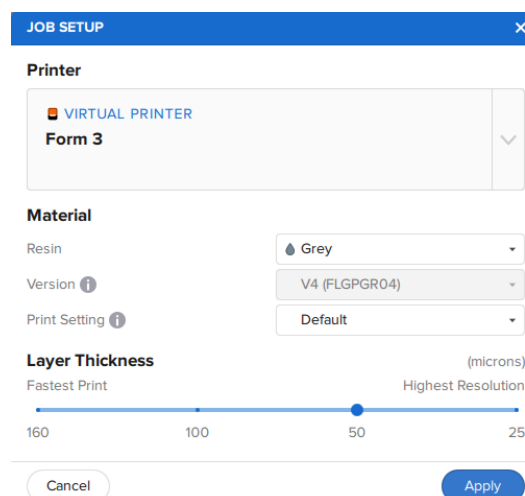 JOB SETUP
Printer
VIRTUAL PRINTER
Form 3
Material
Resin Grey
Version V4 (FLGPGR04)
Print Setting Default
Layer Thickness (microns)
Fastest Print Highest Resolution
160 100 50 25
Cancel Apply